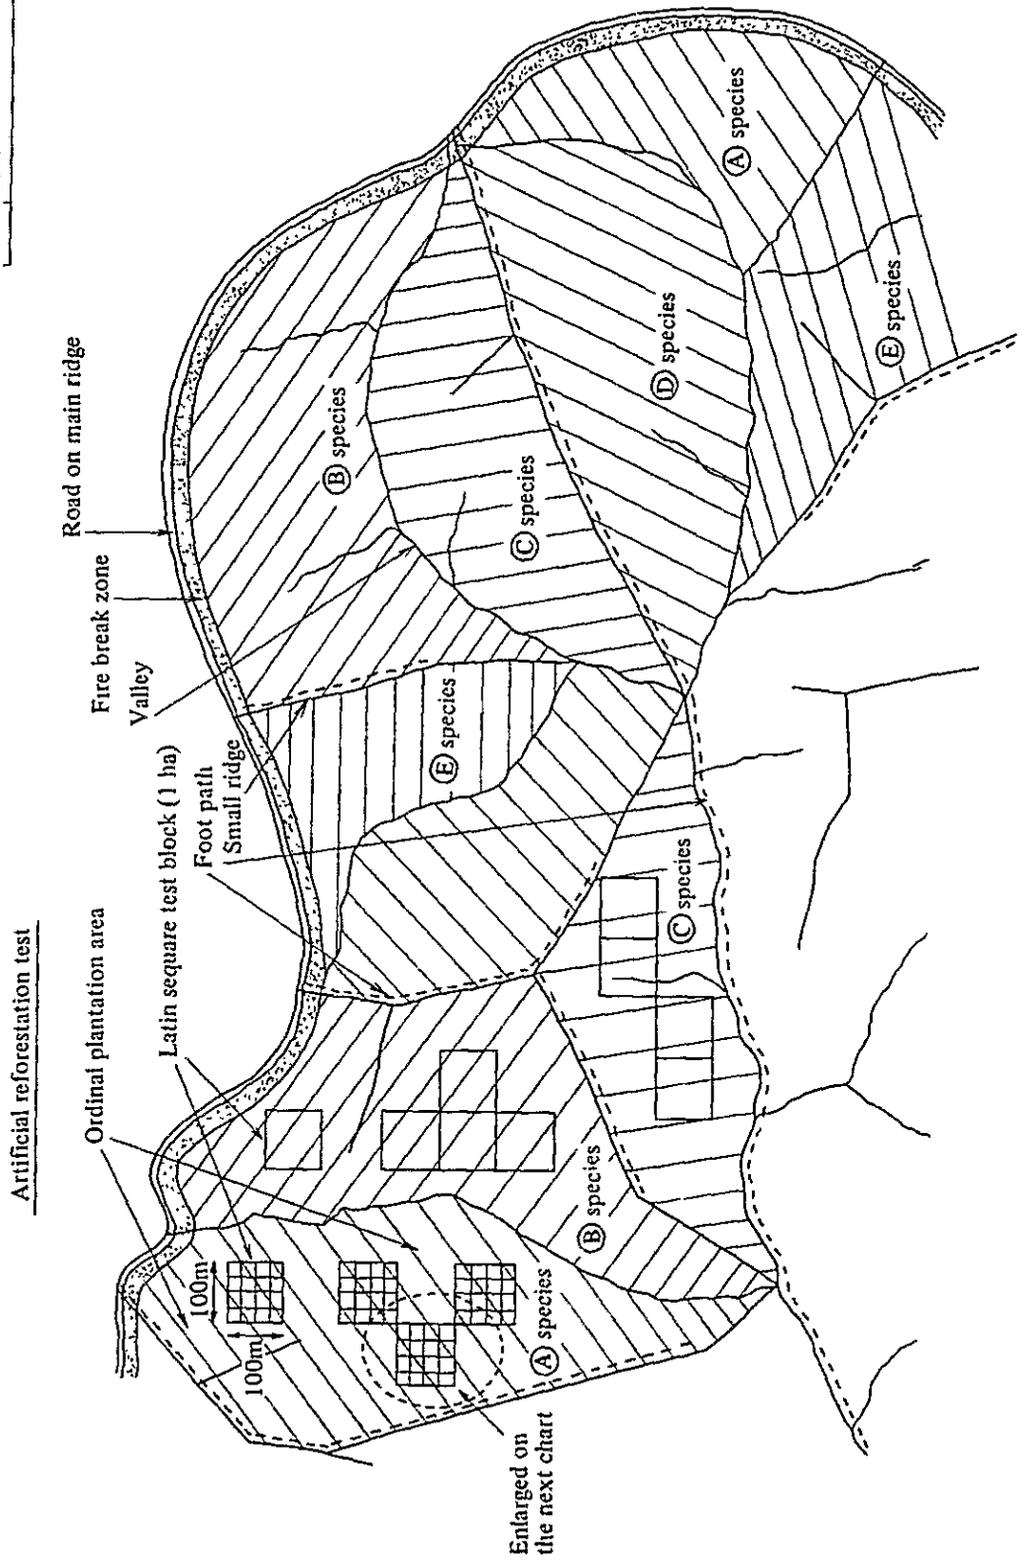 Artificial reforestation test
Ordinal plantation area
Latin sequare test block (1 ha)
Foot path
Small ridge
Valley
Fire break zone
Road on main ridge
100m
100m
Enlarged on
the next chart
Ⓐ species
Ⓑ species
Ⓒ species
Ⓔ species
Ⓑ species
Ⓒ species
Ⓓ species
Ⓐ species
Ⓔ species